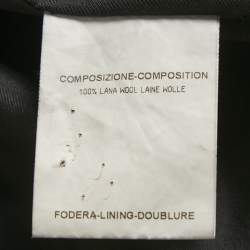 COMPOSIZIONE-COMPOSITION
100% LANA WOOL LAINE WOLLE
FODERA-LINING-DOUBLURE